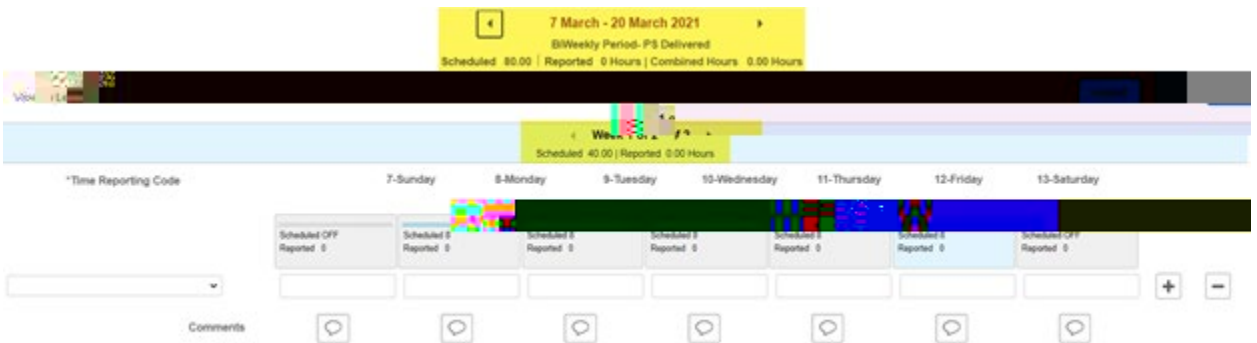 7 March - 20 March 2021
BiWeekly Period- PS Delivered
Scheduled 80.00 | Reported 0 Hours | Combined Hours 0.00 Hours
Week
Scheduled 40.00 | Reported 0.00 Hours
*Time Reporting Code 7-Sunday 8-Monday 9-Tuesday 10-Wednesday 11-Thursday 12-Friday 13-Saturday
Scheduled OFF Scheduled 8 Scheduled 8 Scheduled 8 Scheduled 8 Scheduled 8 Scheduled OFF
Reported 0 Reported 0 Reported 0 Reported 0 Reported 0 Reported 0 Reported 0
Comments